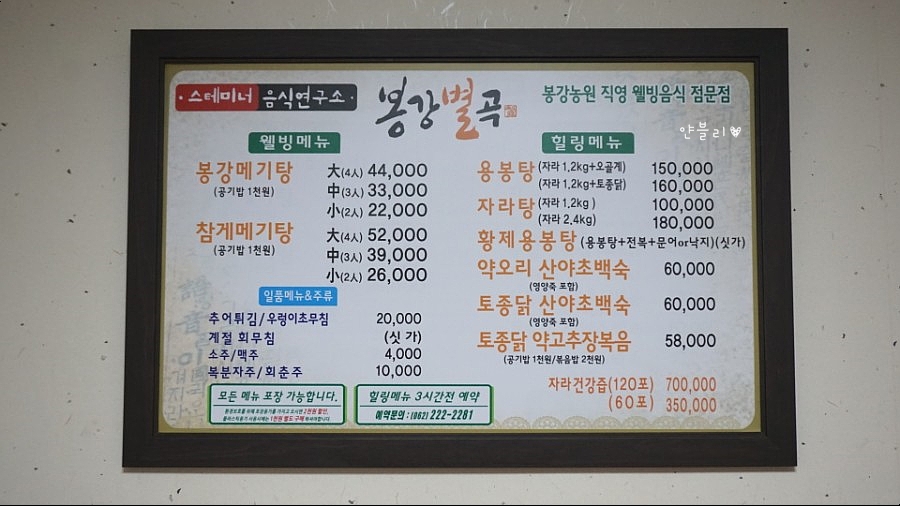 스테미너 음식연구소
봉강별곡
봉강농원 직영 웰빙음식 점문점
얀블리
웰빙메뉴
봉강메기탕 大(4人) 44,000
(공기밥 1천원) 中(3人) 33,000
小(2人) 22,000
참게메기탕 大(4人) 52,000
(공기밥 1천원) 中(3人) 39,000
小(2人) 26,000
일품메뉴&주류
추어튀김/우렁이초무침 20,000
계절 회무침 (싯가)
소주/맥주 4,000
복분자주/회춘주 10,000
모든 메뉴 포장 가능합니다.
힐링메뉴
용봉탕 (자라 1,2kg+오골계) 150,000
(자라 1,2kg+토종닭) 160,000
자라탕 (자라 1,2kg) 100,000
(자라 2.4kg) 180,000
황제용봉탕 (용봉탕+전복+문어or낙지)(싯가)
약오리 산야초백숙 60,000
(영양죽 포함)
토종닭 산야초백숙 60,000
(영양죽 포함)
토종닭 약고추장볶음 58,000
(공기밥 1천원/볶음밥 2천원)
자라건강즙(120포) 700,000
(60포) 350,000
힐링메뉴 3시간전 예약
예약문의 : (062) 222-2281